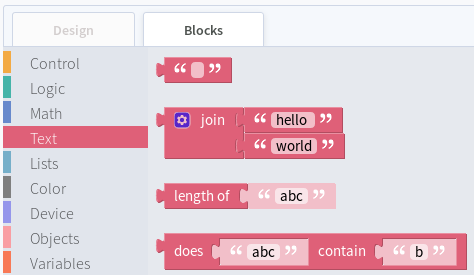 Design
Blocks
Control
Logic
Math
Text
Lists
Color
Device
Objects
Variables
“ ”
join “ hello ”
“ world ”
length of “ abc ”
does “ abc ” contain “ b ”